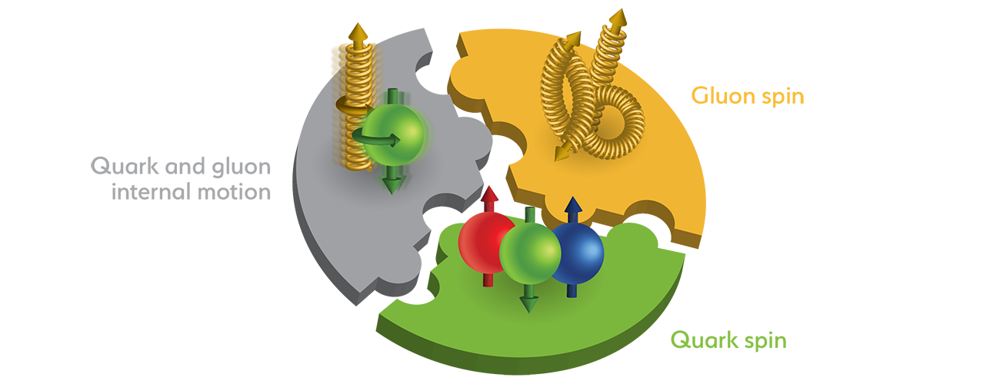 Gluon spin
Quark and gluon
internal motion
Quark spin